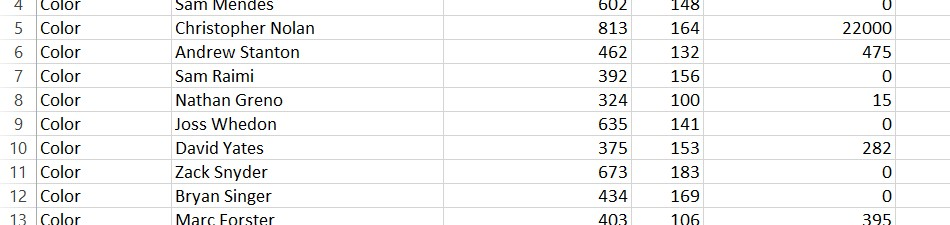 4 Color Sam Mendes 602 148 0
5 Color Christopher Nolan 813 164 22000
6 Color Andrew Stanton 462 132 475
7 Color Sam Raimi 392 156 0
8 Color Nathan Greno 324 100 15
9 Color Joss Whedon 635 141 0
10 Color David Yates 375 153 282
11 Color Zack Snyder 673 183 0
12 Color Bryan Singer 434 169 0
13 Color Marc Forster 403 106 395